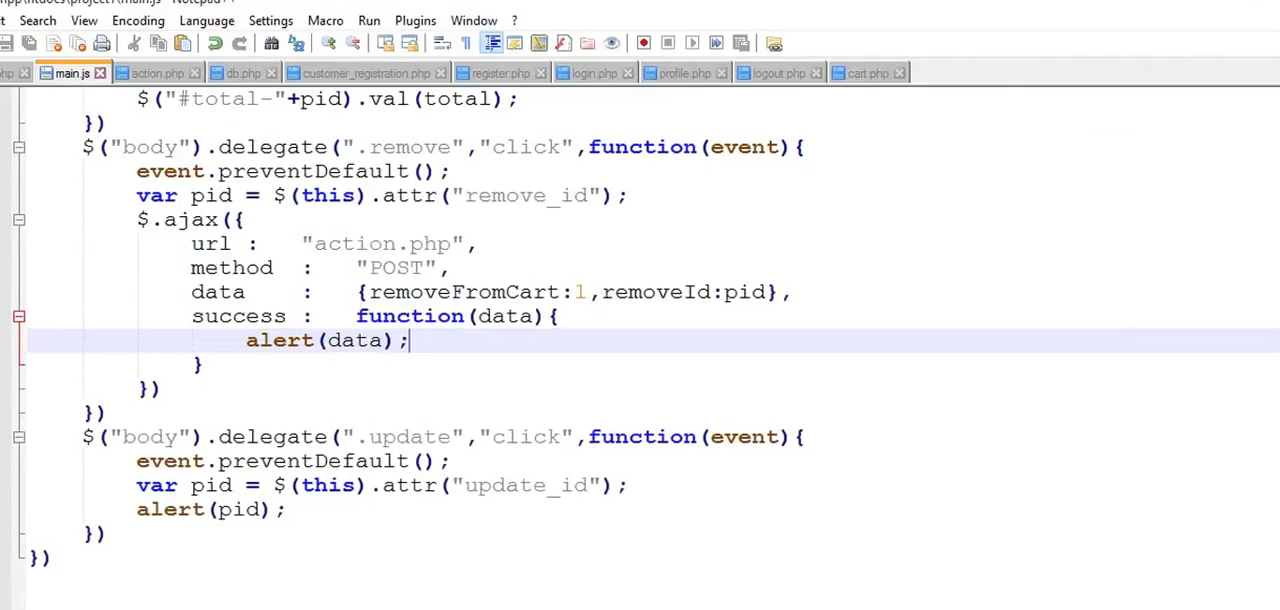 Search View Encoding Language Settings Macro Run Plugins Window ?
main.js action.php db.php customer_registration.php register.php login.php profile.php logout.php cart.php
$("#total-"+pid).val(total);
})
$("body").delegate(".remove","click",function(event){
event.preventDefault();
var pid = $(this).attr("remove_id");
$.ajax({
url : "action.php",
method : "POST",
data : {removeFromCart:1,removeId:pid},
success : function(data){
alert(data);
}
})
})
$("body").delegate(".update","click",function(event){
event.preventDefault();
var pid = $(this).attr("update_id");
alert(pid);
})
})